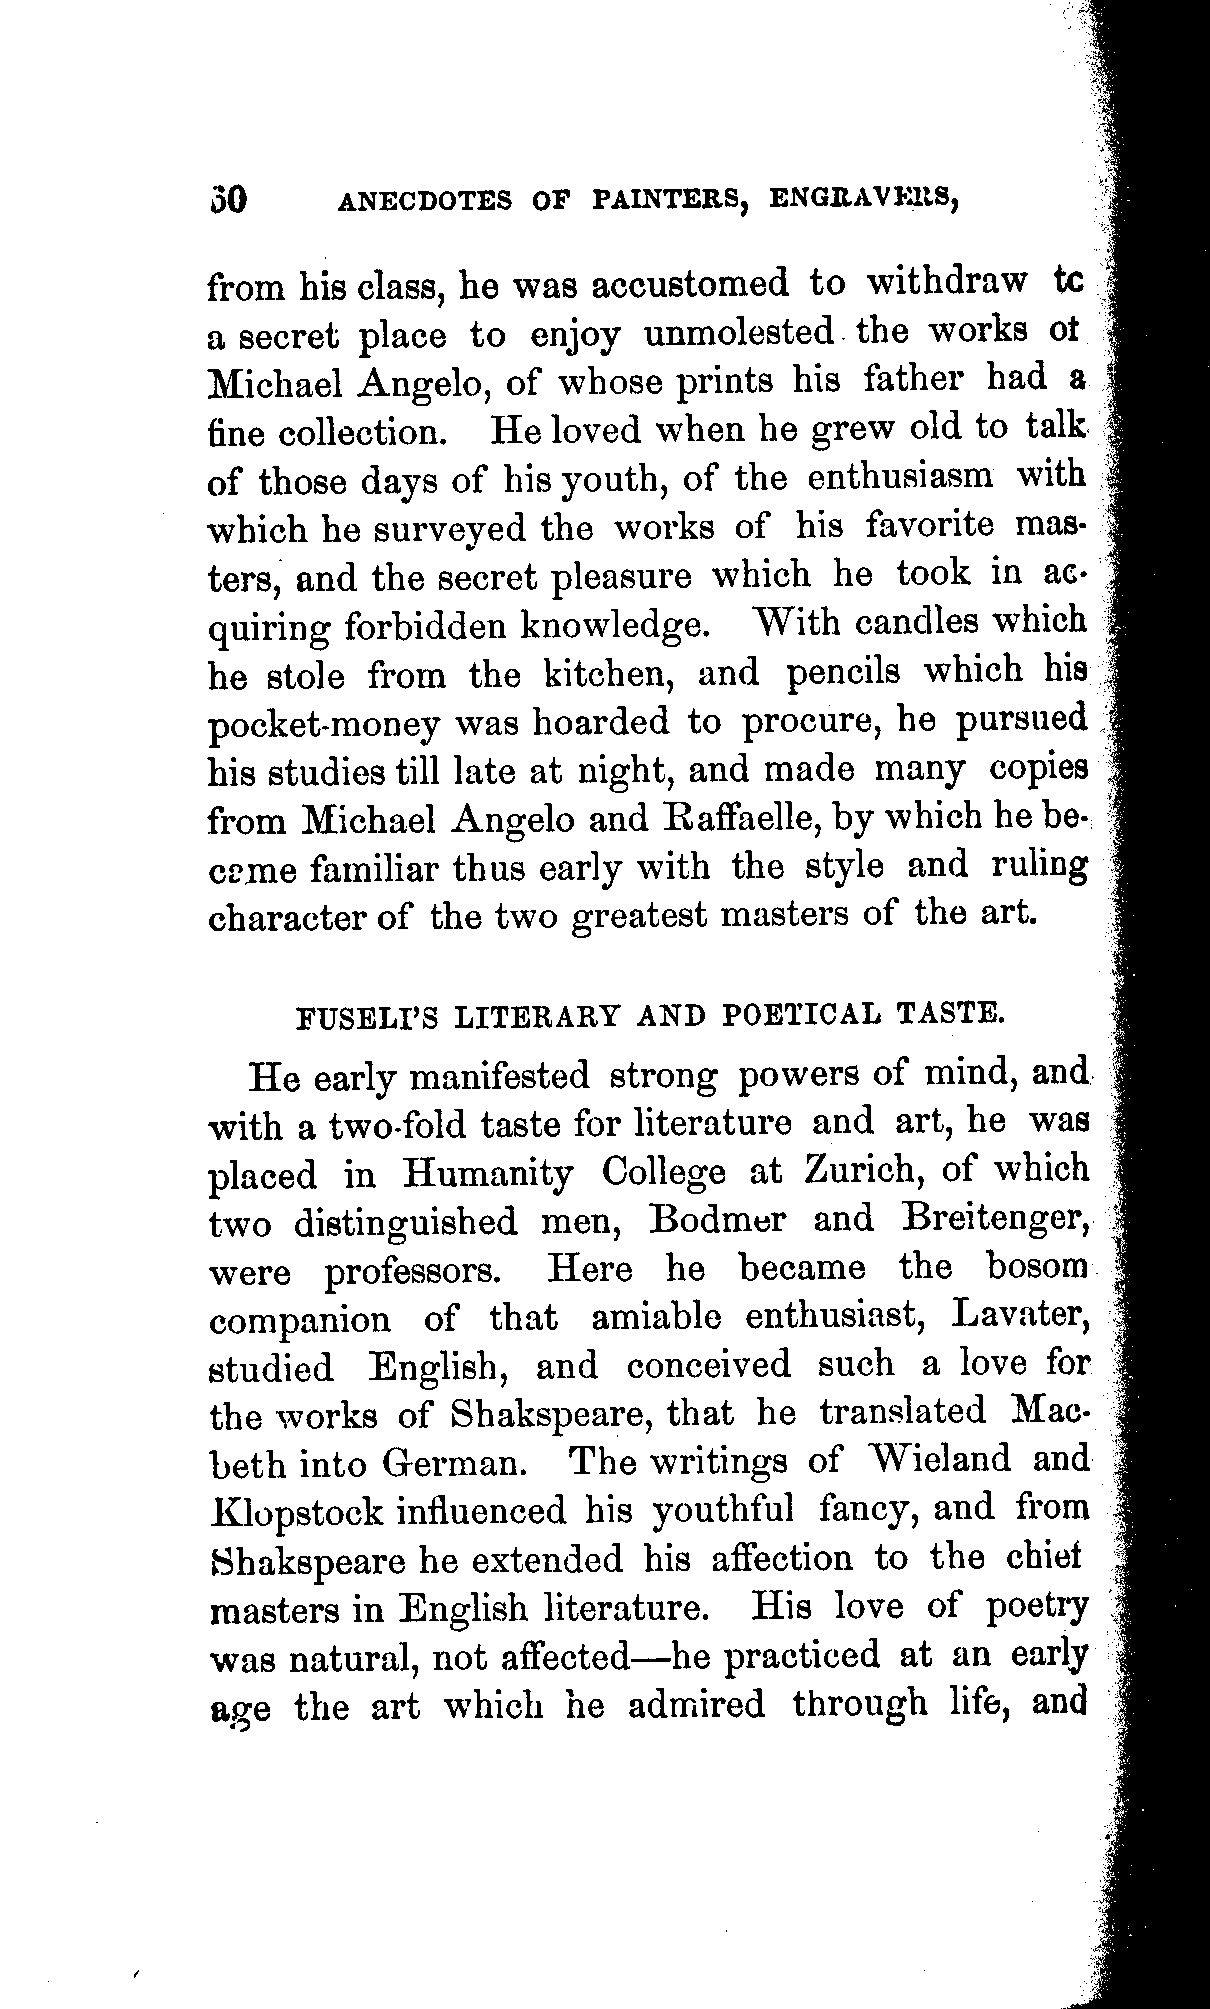 60 ANECDOTES OF PAINTERS, ENGRAVERS,
from his class, he was accustomed to withdraw to
a secret place to enjoy unmolested the works of
Michael Angelo, of whose prints his father had a
fine collection. He loved when he grew old to talk
of those days of his youth, of the enthusiasm with
which he surveyed the works of his favorite mas-
ters, and the secret pleasure which he took in ac-
quiring forbidden knowledge. With candles which
he stole from the kitchen, and pencils which his
pocket-money was hoarded to procure, he pursued
his studies till late at night, and made many copies
from Michael Angelo and Raffaelle, by which he be-
came familiar thus early with the style and ruling
character of the two greatest masters of the art.
FUSELI'S LITERARY AND POETICAL TASTE.
He early manifested strong powers of mind, and
with a two-fold taste for literature and art, he was
placed in Humanity College at Zurich, of which
two distinguished men, Bodmer and Breitenger,
were professors. Here he became the bosom
companion of that amiable enthusiast, Lavater,
studied English, and conceived such a love for
the works of Shakspeare, that he translated Mac-
beth into German. The writings of Wieland and
Klopstock influenced his youthful fancy, and from
Shakspeare he extended his affection to the chief
masters in English literature. His love of poetry
was natural, not affected—he practiced at an early
age the art which he admired through life, and